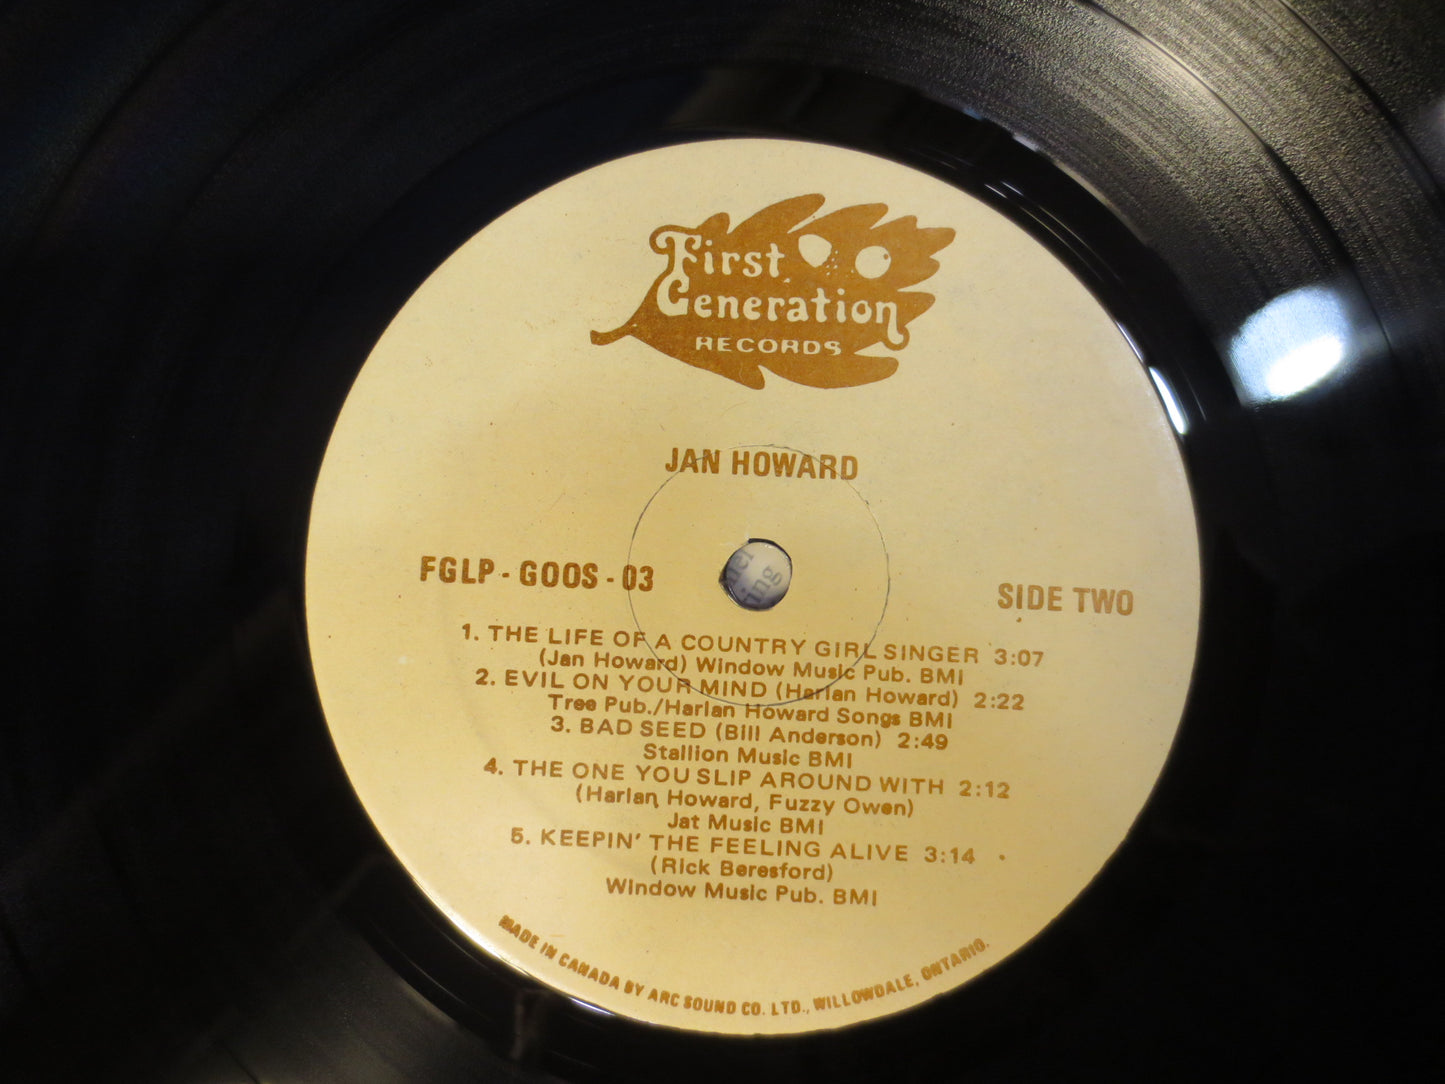 First
Generation
RECORDS
JAN HOWARD
FGLP - GOOS - 03
SIDE TWO
1. THE LIFE OF A COUNTRY GIRL SINGER 3:07
(Jan Howard) Window Music Pub. BMI
2. EVIL ON YOUR MIND (Harlan Howard) 2:22
Tree Pub./Harlan Howard Songs BMI
3. BAD SEED (Bill Anderson) 2:49
Stallion Music BMI
4. THE ONE YOU SLIP AROUND WITH 2:12
(Harlan Howard, Fuzzy Owen)
Jat Music BMI
5. KEEPIN' THE FEELING ALIVE 3:14
(Rick Beresford)
Window Music Pub. BMI
MADE IN CANADA BY ARC SOUND CO. LTD., WILLOWDALE, ONTARIO.